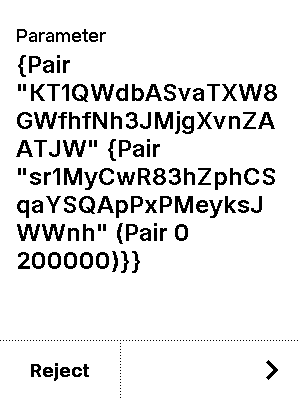 Parameter
{Pair
"KT1QWdbASvaTXW8
GWfhfNh3JMjgXvnZA
ATJW" {Pair
"sr1MyCwR83hZphCS
qaYSQApPxPMeyksJ
WWnh" (Pair 0
200000)}}
Reject